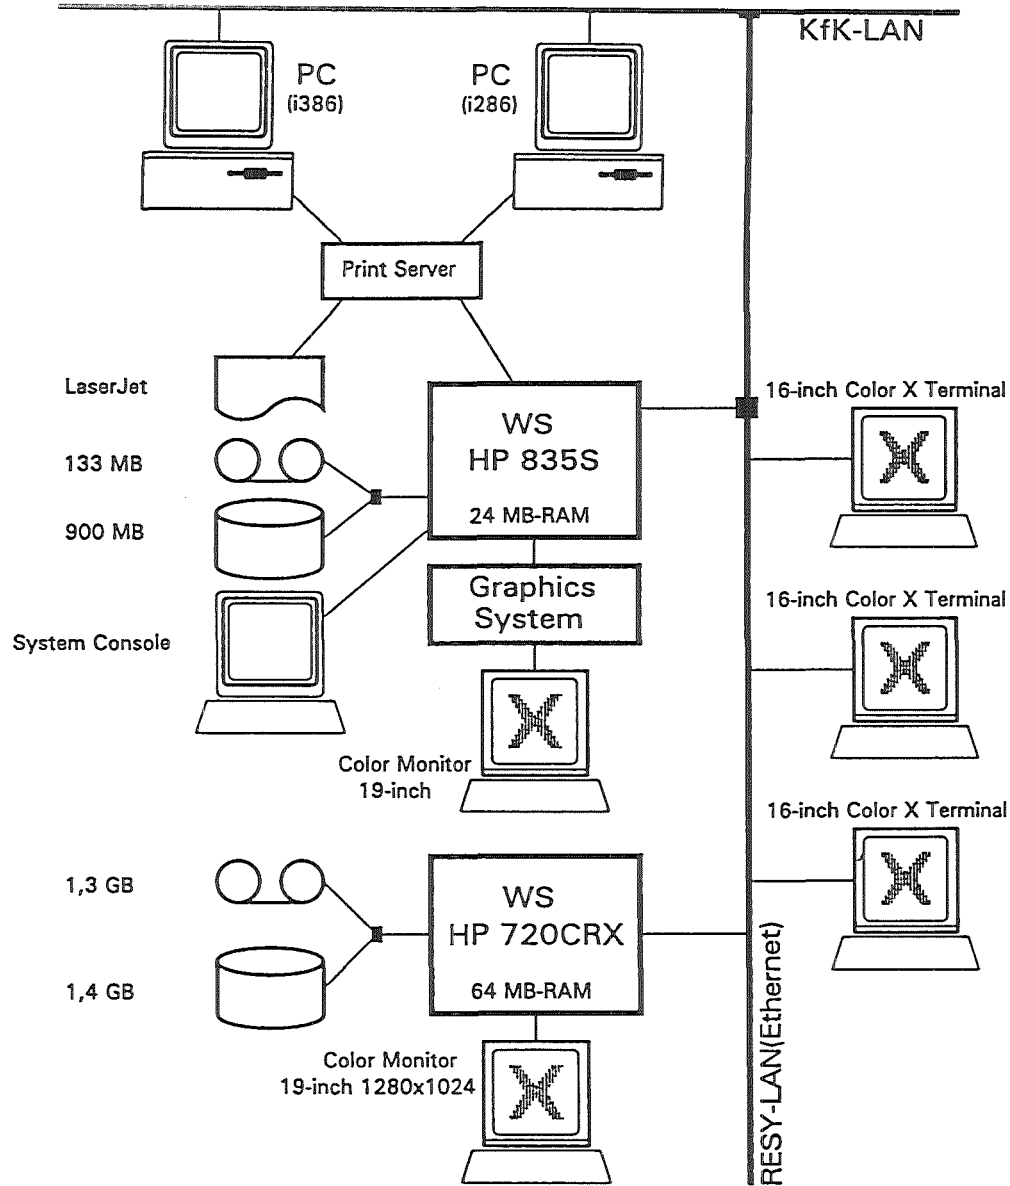 KfK-LAN
PC
(i386)
PC
(i286)
Print Server
LaserJet
16-inch Color X Terminal
WS
HP 835S
24 MB-RAM
133 MB
900 MB
Graphics
System
16-inch Color X Terminal
System Console
Color Monitor
19-inch
16-inch Color X Terminal
1,3 GB
WS
HP 720CRX
64 MB-RAM
1,4 GB
RESY-LAN(Ethernet)
Color Monitor
19-inch 1280x1024